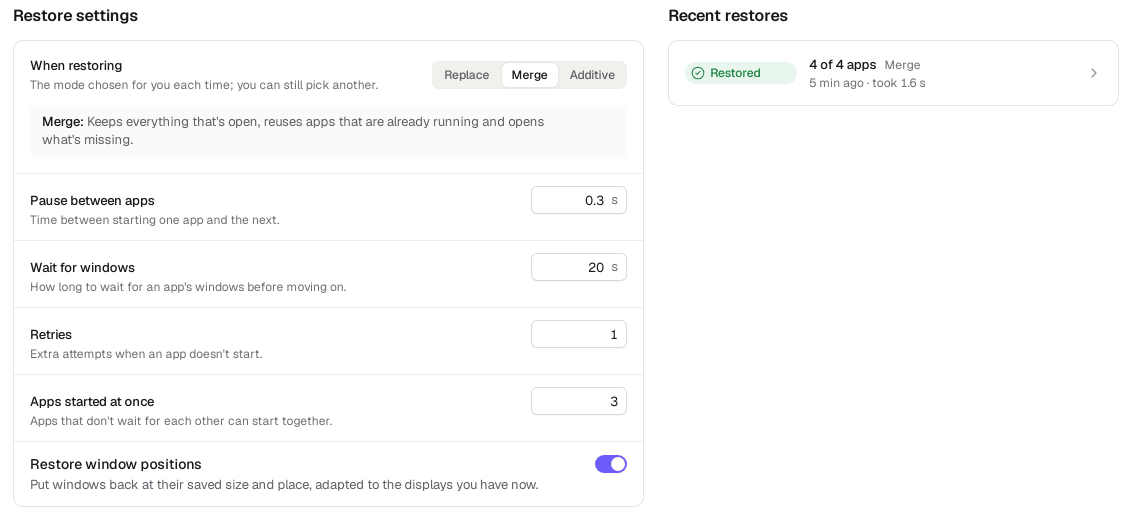 Restore settings
When restoring
The mode chosen for you each time; you can still pick another.
Replace
Merge
Additive
Merge: Keeps everything that's open, reuses apps that are already running and opens
what's missing.
Pause between apps
Time between starting one app and the next.
0.3 s
Wait for windows
How long to wait for an app's windows before moving on.
20 s
Retries
Extra attempts when an app doesn't start.
1
Apps started at once
Apps that don't wait for each other can start together.
3
Restore window positions
Put windows back at their saved size and place, adapted to the displays you have now.
Recent restores
Restored
4 of 4 apps Merge
5 min ago · took 1.6 s